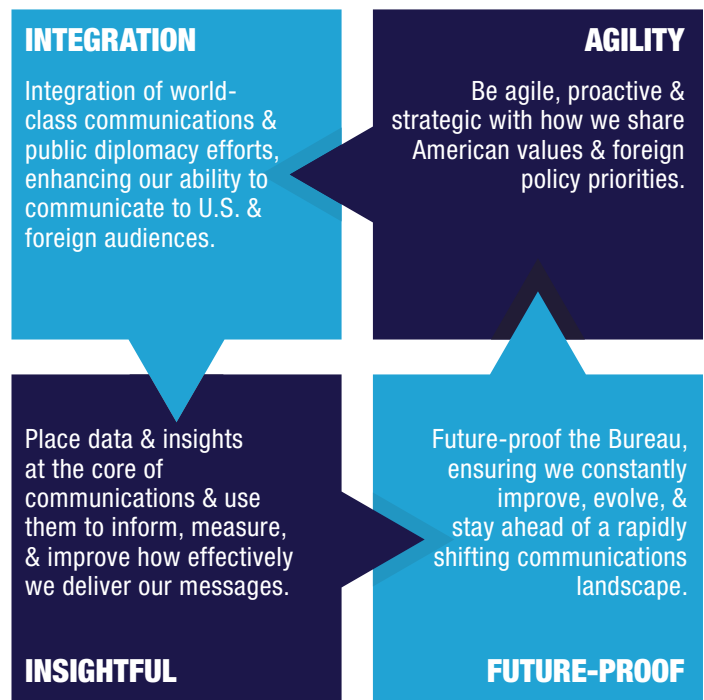 INTEGRATION
Integration of world-
class communications &
public diplomacy efforts,
enhancing our ability to
communicate to U.S. &
foreign audiences.
AGILITY
Be agile, proactive &
strategic with how we share
American values & foreign
policy priorities.
Place data & insights
at the core of
communications & use
them to inform, measure,
& improve how effectively
we deliver our messages.
INSIGHTFUL
Future-proof the Bureau,
ensuring we constantly
improve, evolve, &
stay ahead of a rapidly
shifting communications
landscape.
FUTURE-PROOF